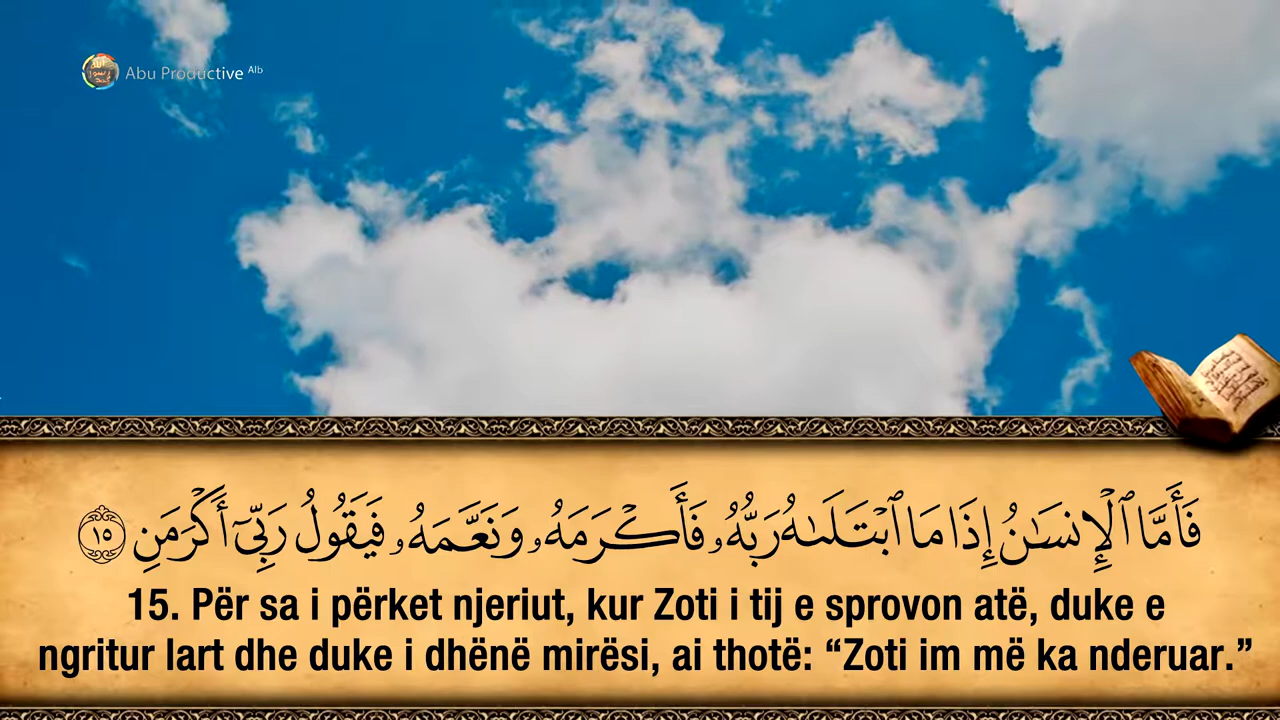 Abu Productive Alb
فَأَمَّا ٱلْإِنسَـٰنُ إِذَا مَا ٱبْتَلَىٰهُ رَبُّهُۥ فَأَكْرَمَهُۥ وَنَعَّمَهُۥ فَيَقُولُ رَبِّىٓ أَكْرَمَنِ ١٥
15. Për sa i përket njeriut, kur Zoti i tij e sprovon atë, duke e
ngritur lart dhe duke i dhënë mirësi, ai thotë: “Zoti im më ka nderuar.”